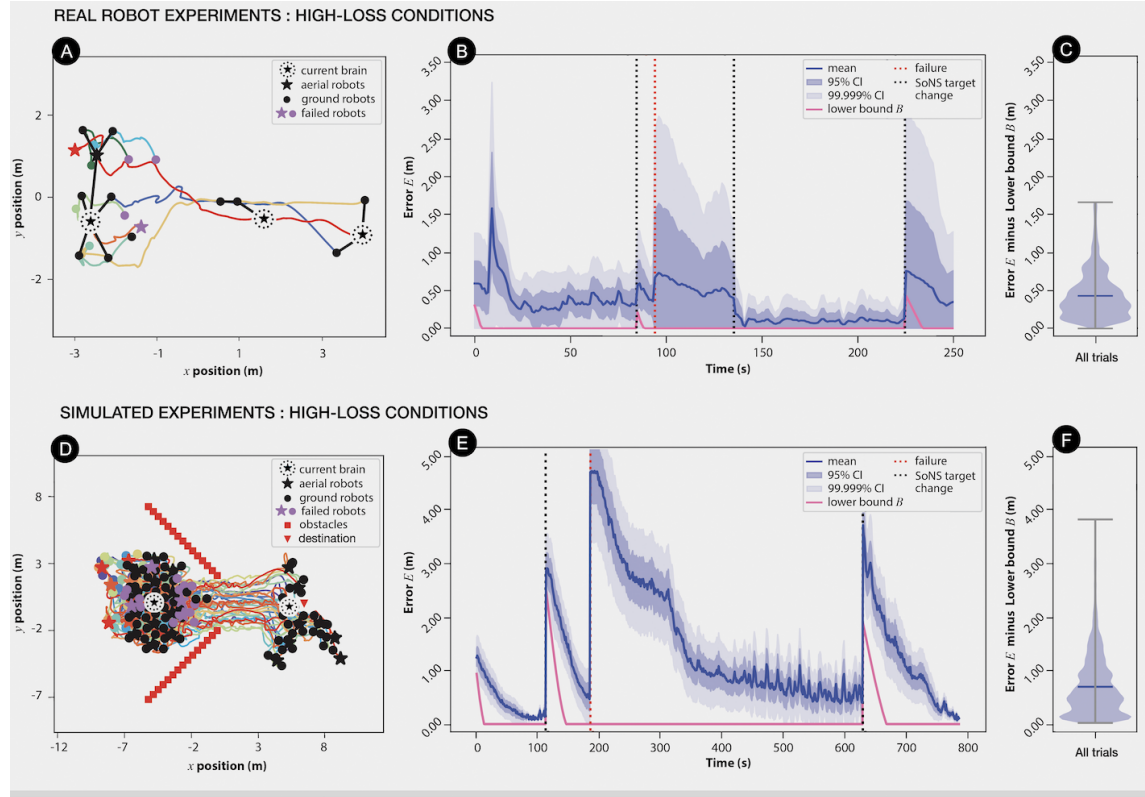 REAL ROBOT EXPERIMENTS : HIGH-LOSS CONDITIONS
A
current brain
aerial robots
ground robots
failed robots
y position (m)
2
0
-2
-3
-1
1
3
x position (m)
B
mean
95% CI
99.999% CI
lower bound B
failure
SoNS target
change
Error E (m)
3.50
3.00
2.00
1.50
1.00
0.50
0.00
0
50
100
150
200
250
Time (s)
C
Error E minus Lower bound B (m)
3.50
3.00
2.00
1.50
1.00
0.50
0.00
All trials
SIMULATED EXPERIMENTS : HIGH-LOSS CONDITIONS
D
current brain
aerial robots
ground robots
failed robots
obstacles
destination
y position (m)
8
3
-2
-7
-12
-7
-2
3
8
x position (m)
E
mean
95% CI
99.999% CI
lower bound B
failure
SoNS target
change
Error E (m)
5.00
4.00
3.00
2.00
1.00
0.00
0
100
200
300
400
500
600
700
800
Time (s)
F
Error E minus Lower bound B (m)
5.00
4.00
3.00
2.00
1.00
0.00
All trials